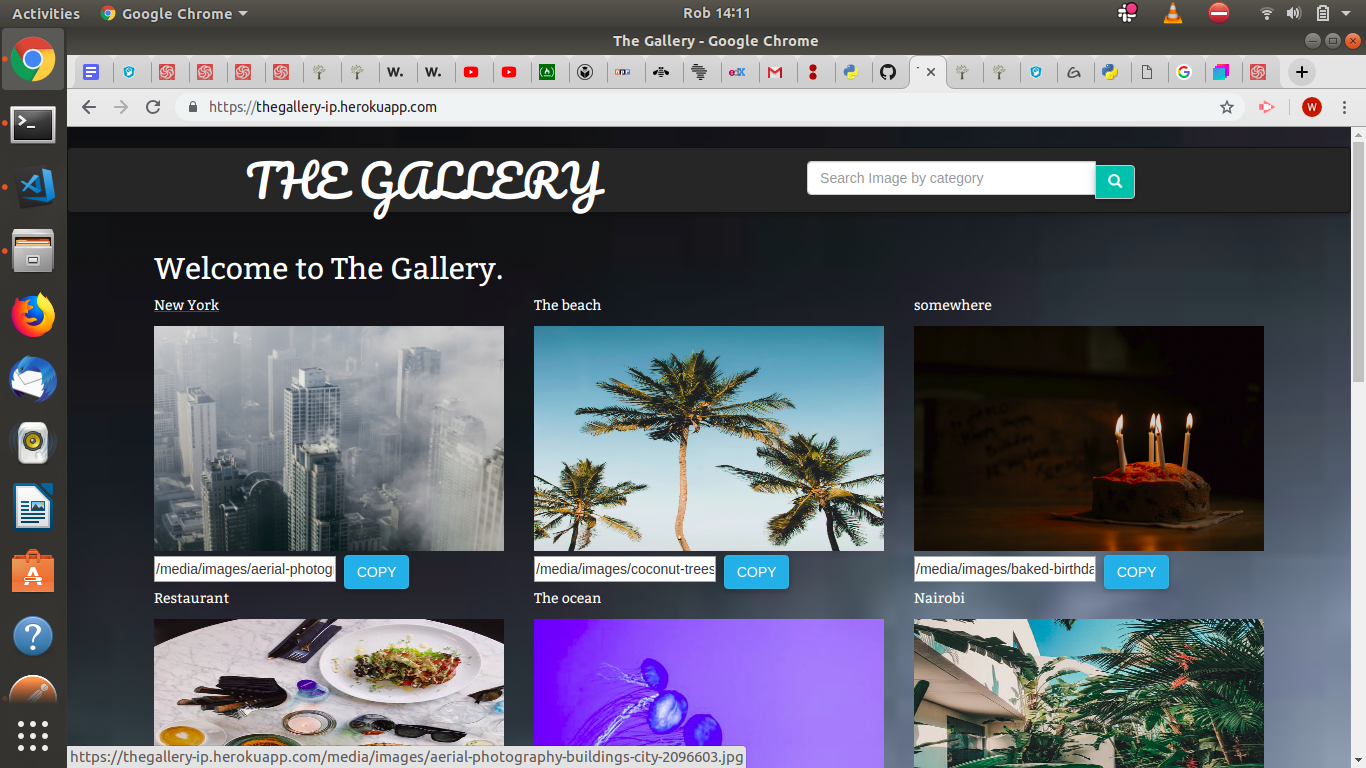 Activities Google Chrome Rob 14:11
The Gallery - Google Chrome
W. W.
https://thegallery-ip.herokuapp.com W
THE GALLERY
Search Image by category
Welcome to The Gallery.
New York The beach somewhere
/media/images/aerial-photog COPY /media/images/coconut-trees COPY /media/images/baked-birthda COPY
Restaurant The ocean Nairobi
https://thegallery-ip.herokuapp.com/media/images/aerial-photography-buildings-city-2096603.jpg